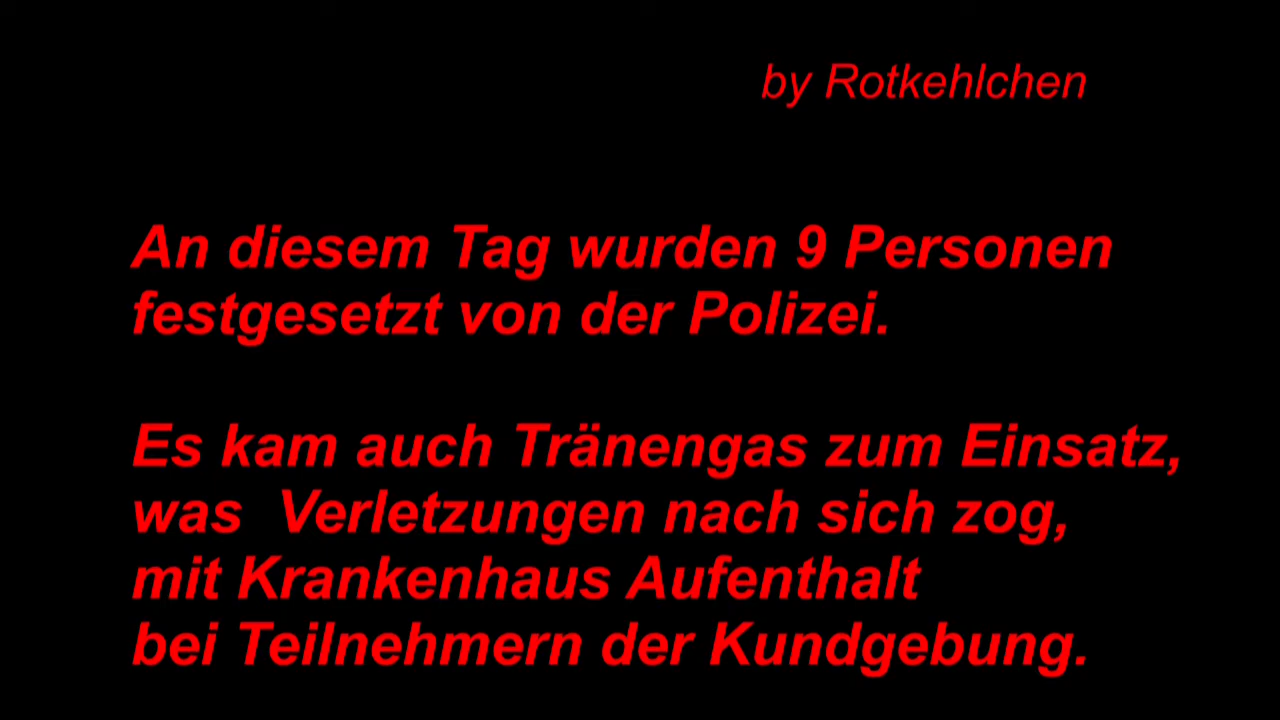 by Rotkehlchen
An diesem Tag wurden 9 Personen
festgesetzt von der Polizei.
Es kam auch Tränengas zum Einsatz,
was  Verletzungen nach sich zog,
mit Krankenhaus Aufenthalt
bei Teilnehmern der Kundgebung.